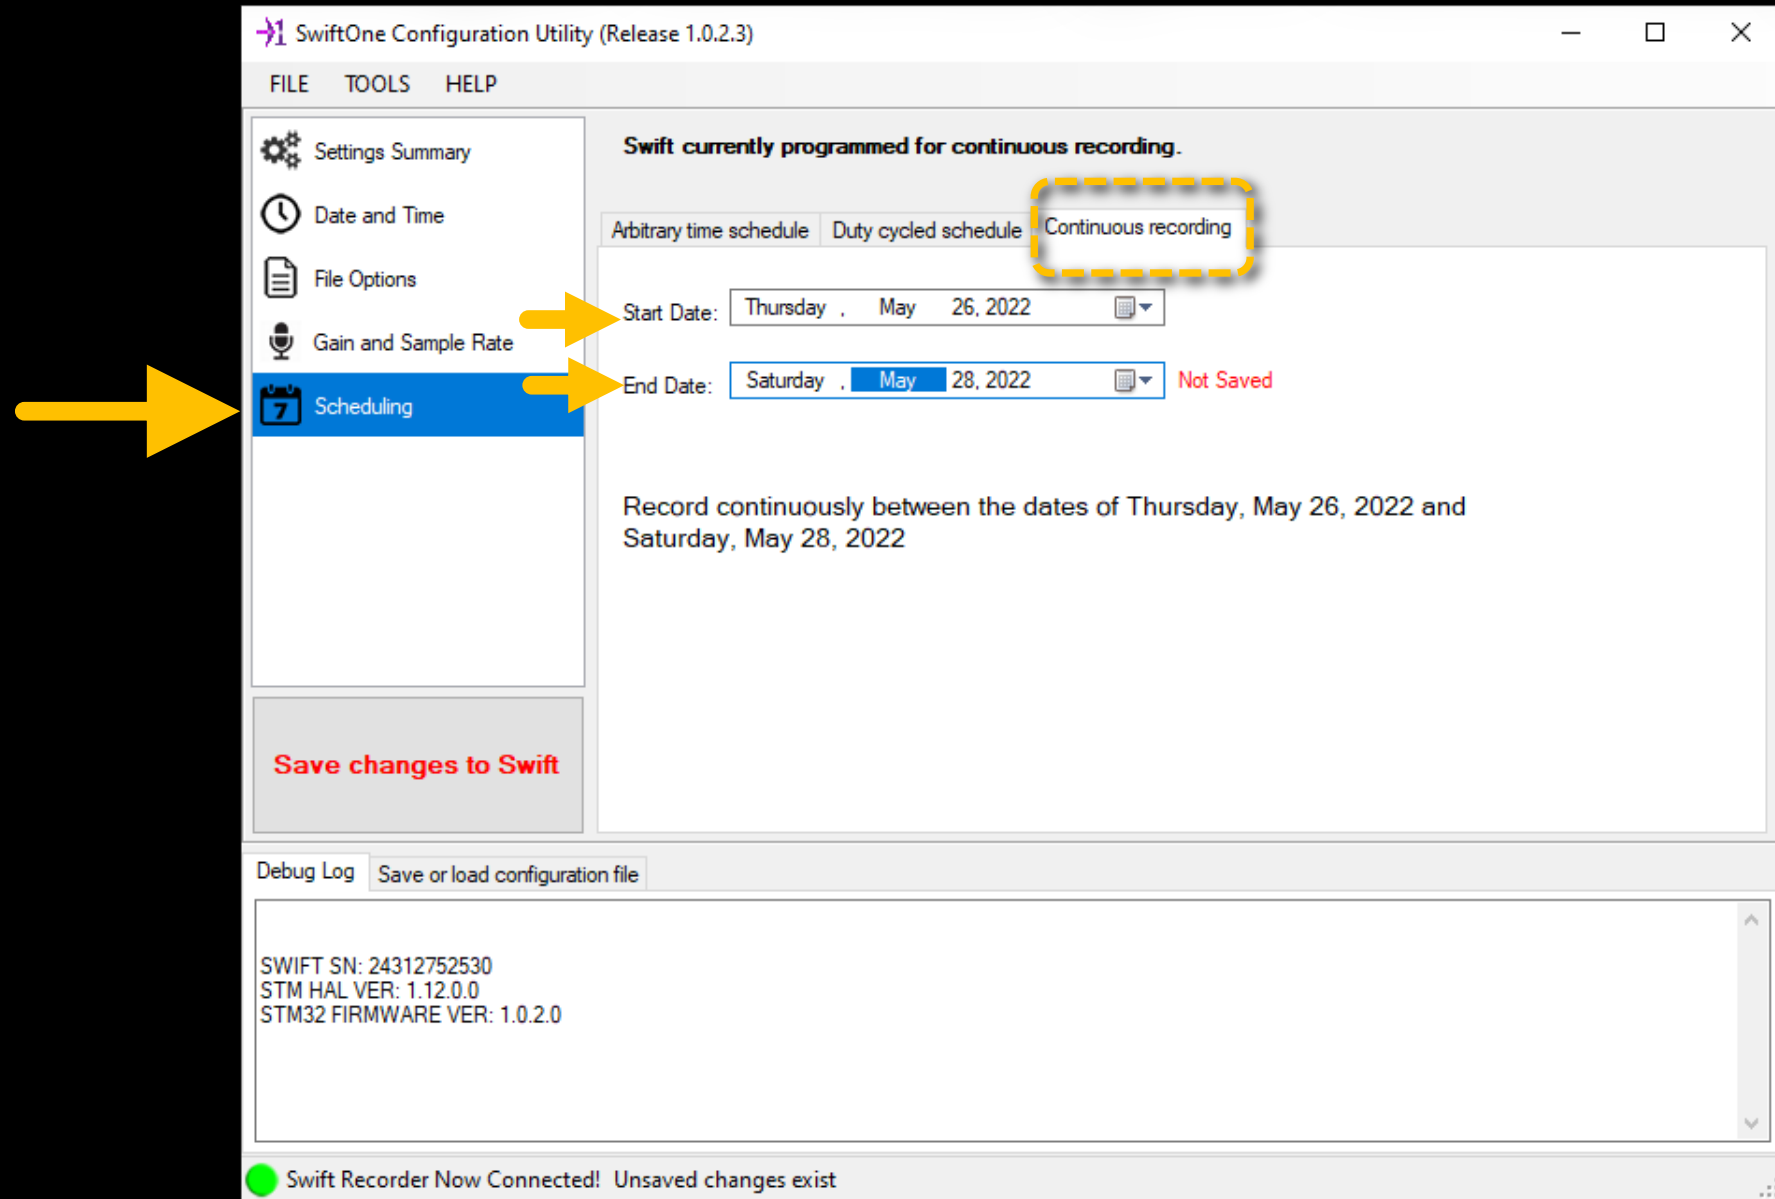 SwiftOne Configuration Utility (Release 1.0.2.3)
FILE TOOLS HELP
Settings Summary
Date and Time
File Options
Gain and Sample Rate
7 Scheduling
Save changes to Swift
Swift currently programmed for continuous recording.
Arbitrary time schedule Duty cycled schedule Continuous recording
Start Date: Thursday , May 26, 2022
End Date: Saturday , May 28, 2022 Not Saved
Record continuously between the dates of Thursday, May 26, 2022 and
Saturday, May 28, 2022
Debug Log Save or load configuration file
SWIFT SN: 24312752530
STM HAL VER: 1.12.0.0
STM32 FIRMWARE VER: 1.0.2.0
Swift Recorder Now Connected! Unsaved changes exist